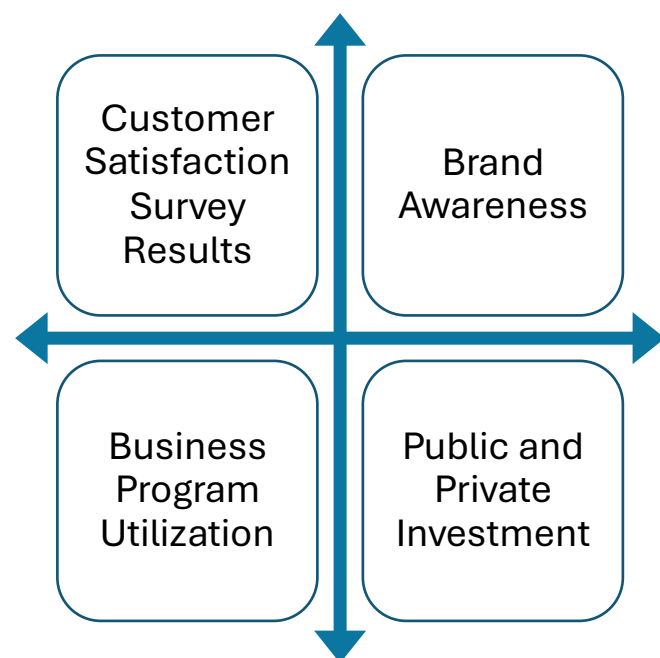 Customer
Satisfaction
Survey
Results
Brand
Awareness
Business
Program
Utilization
Public and
Private
Investment